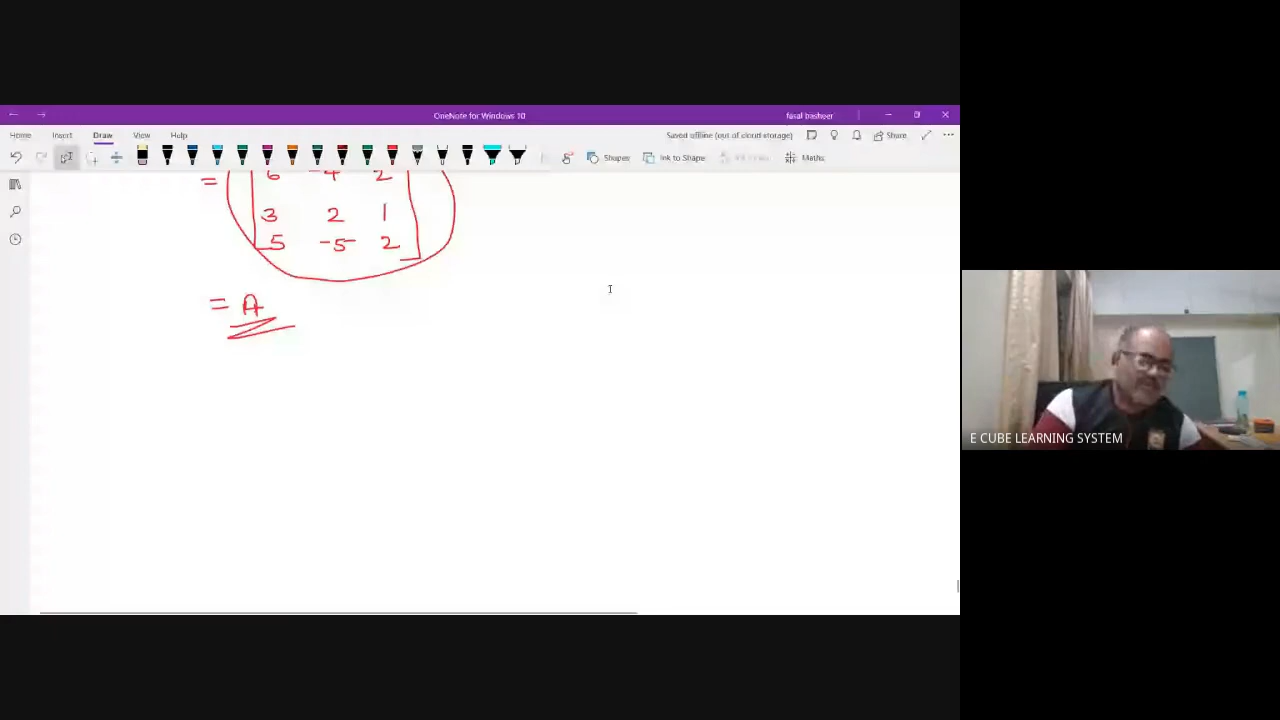 OneNote for Windows 10
faisal basheer
Home Insert Draw View Help
Saved offline (out of cloud storage)
Share
Shapes
Ink to Shape
Maths
= 6 -4 2
3 2 1
5 -5 2
= A
E CUBE LEARNING SYSTEM